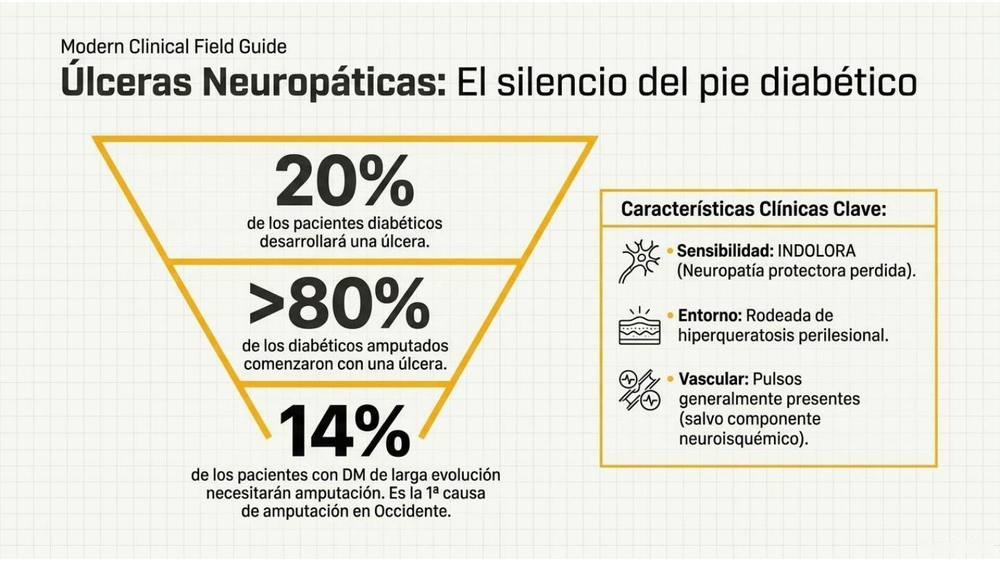 Modern Clinical Field Guide
Úlceras Neuropáticas: El silencio del pie diabético
20%
de los pacientes diabéticos
desarrollará una úlcera.
>80%
de los diabéticos amputados
comenzaron con una úlcera.
14%
de los pacientes con DM de larga evolución
necesitarán amputación. Es la 1ª causa
de amputación en Occidente.
Características Clínicas Clave:
• Sensibilidad: INDOLORA
(Neuropatía protectora perdida).
• Entorno: Rodeada de
hiperqueratosis perilesional.
• Vascular: Pulsos
generalmente presentes
(salvo componente
neuroisquémico).